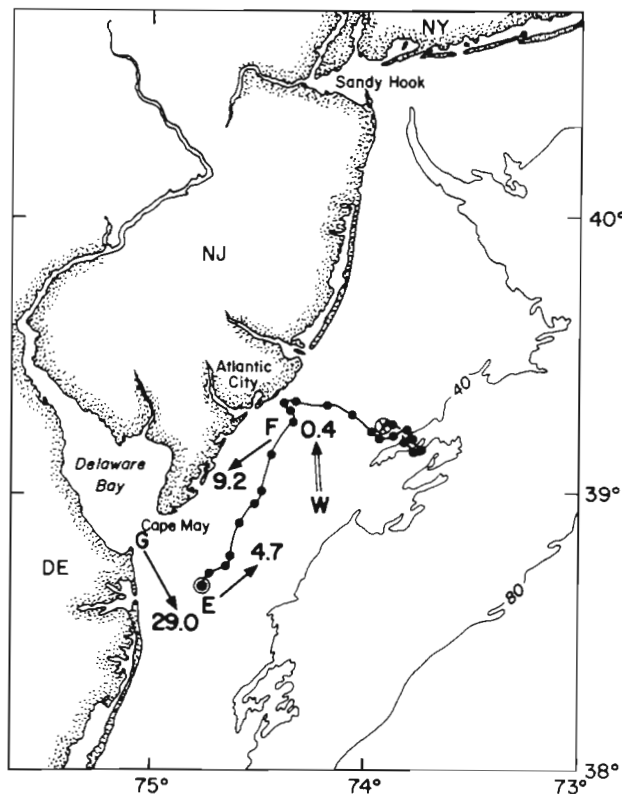 NY
Sandy Hook
40°
NJ
Atlantic
City
40
F
0.4
9.2
Delaware
Bay
39°
W
Cape May
G
4.7
DE
80
E
29.0
38°
75°
74°
73°